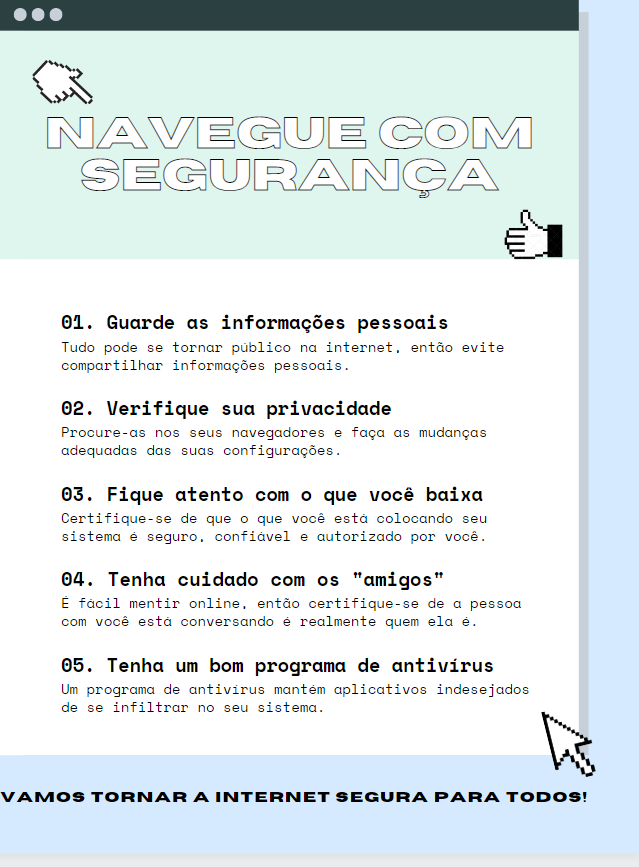 NAVEGUE COM
SEGURANÇA
01. Guarde as informações pessoais
Tudo pode se tornar público na internet, então evite
compartilhar informações pessoais.
02. Verifique sua privacidade
Procure-as nos seus navegadores e faça as mudanças
adequadas das suas configurações.
03. Fique atento com o que você baixa
Certifique-se de que o que você está colocando seu
sistema é seguro, confiável e autorizado por você.
04. Tenha cuidado com os "amigos"
É fácil mentir online, então certifique-se de a pessoa
com você está conversando é realmente quem ela é.
05. Tenha um bom programa de antivírus
Um programa de antivírus mantém aplicativos indesejados
de se infiltrar no seu sistema.
VAMOS TORNAR A INTERNET SEGURA PARA TODOS!